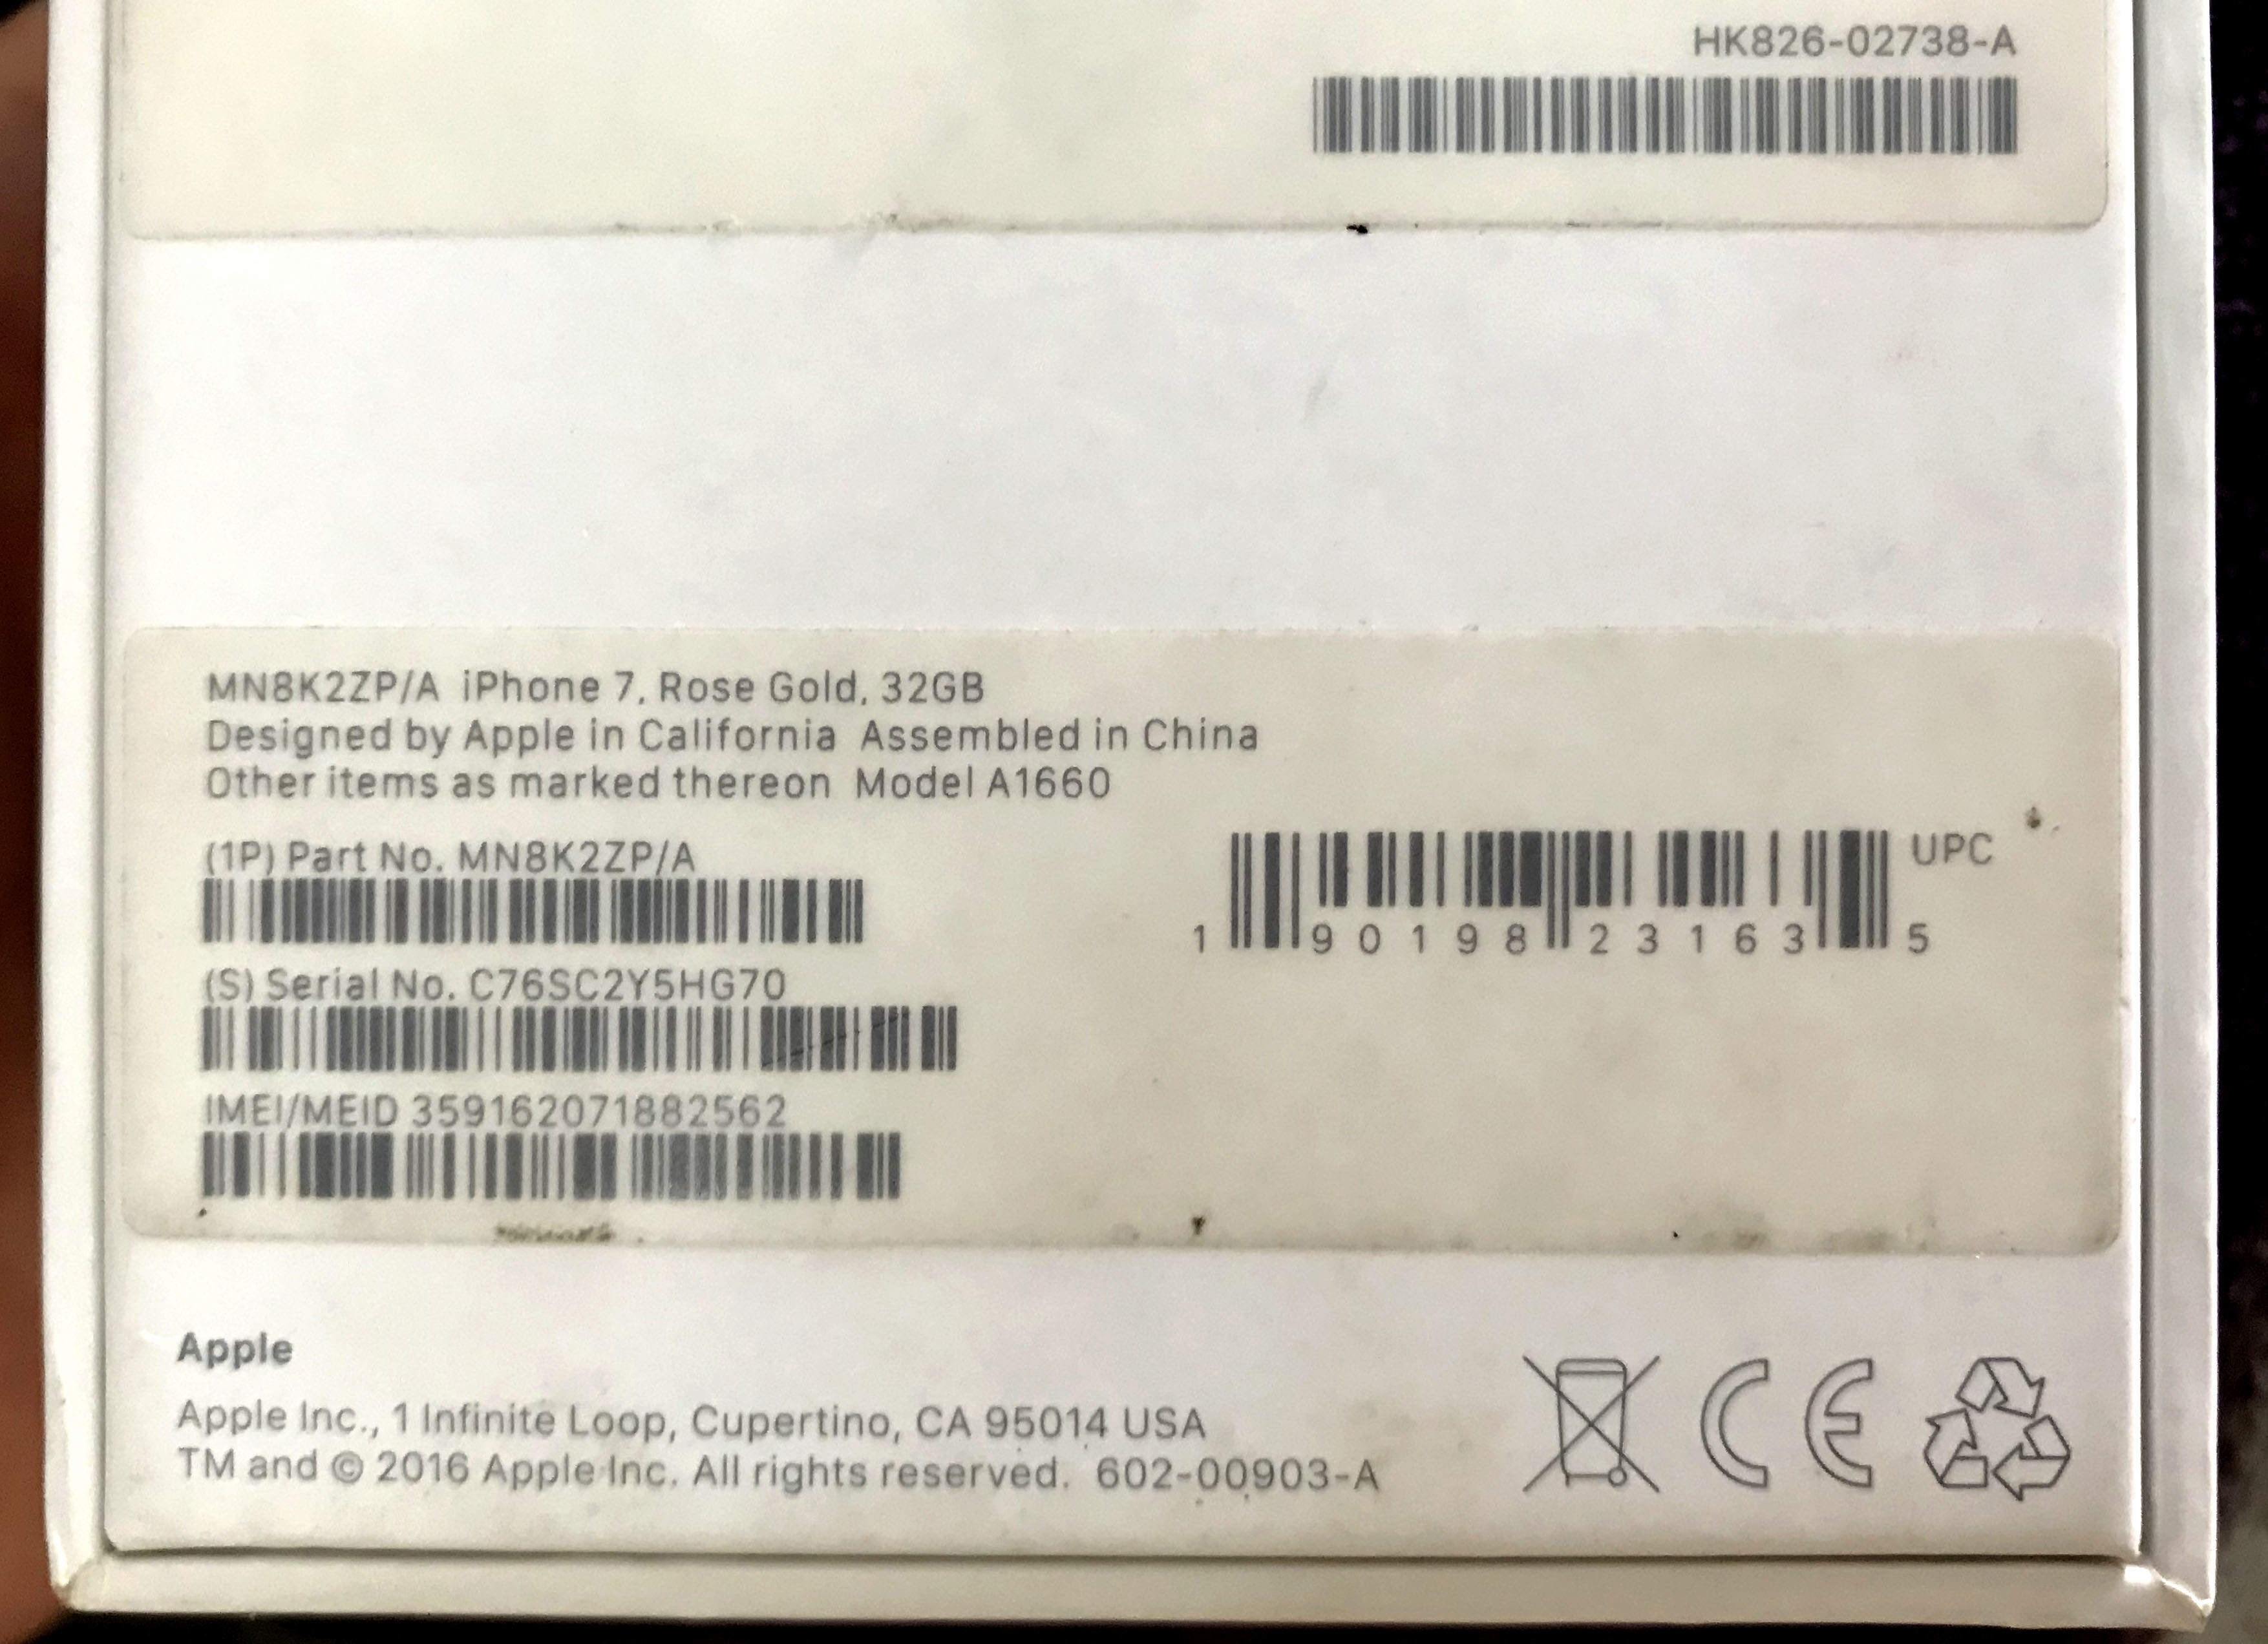 HK826-02738-A
MN8K2ZP/A iPhone 7, Rose Gold, 32GB
Designed by Apple in California Assembled in China
Other items as marked thereon Model A1660
(1P) Part No. MN8K2ZP/A
UPC
1 90198 23163 5
(S) Serial No. C76SC2Y5HG70
IMEI/MEID 359162071882562
Apple
Apple Inc., 1 Infinite Loop, Cupertino, CA 95014 USA
TM and © 2016 Apple Inc. All rights reserved. 602-00903-A
CE